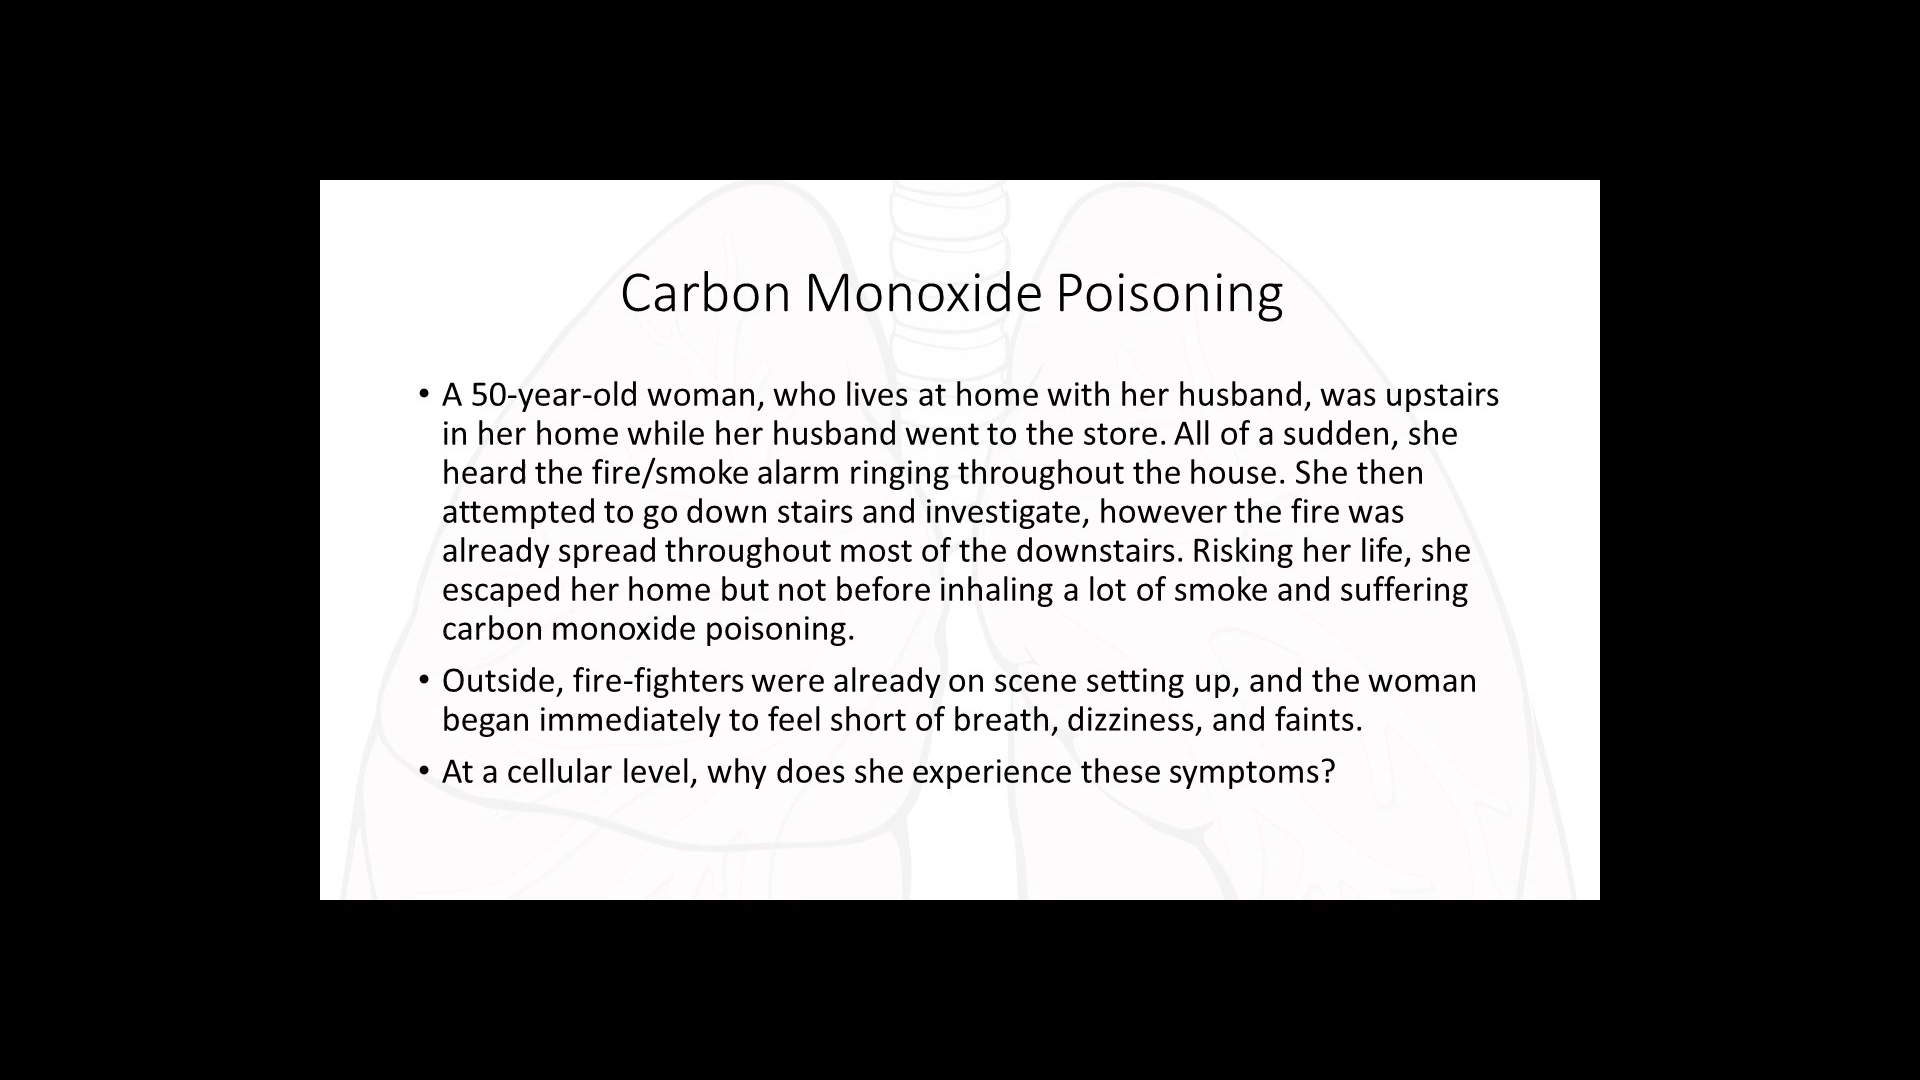 Carbon Monoxide Poisoning
• A 50-year-old woman, who lives at home with her husband, was upstairs
in her home while her husband went to the store. All of a sudden, she
heard the fire/smoke alarm ringing throughout the house. She then
attempted to go down stairs and investigate, however the fire was
already spread throughout most of the downstairs. Risking her life, she
escaped her home but not before inhaling a lot of smoke and suffering
carbon monoxide poisoning.
• Outside, fire-fighters were already on scene setting up, and the woman
began immediately to feel short of breath, dizziness, and faints.
• At a cellular level, why does she experience these symptoms?